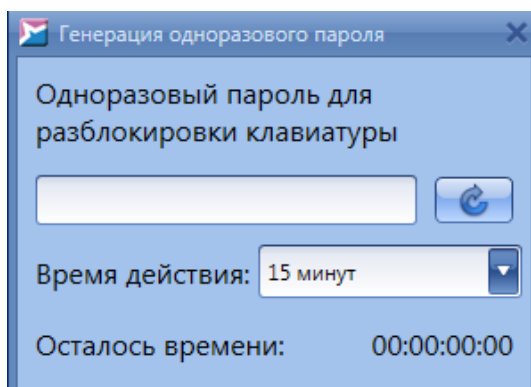 Генерация одноразового пароля
Одноразовый пароль для
разблокировки клавиатуры
Время действия: 15 минут
Осталось времени: 00:00:00:00